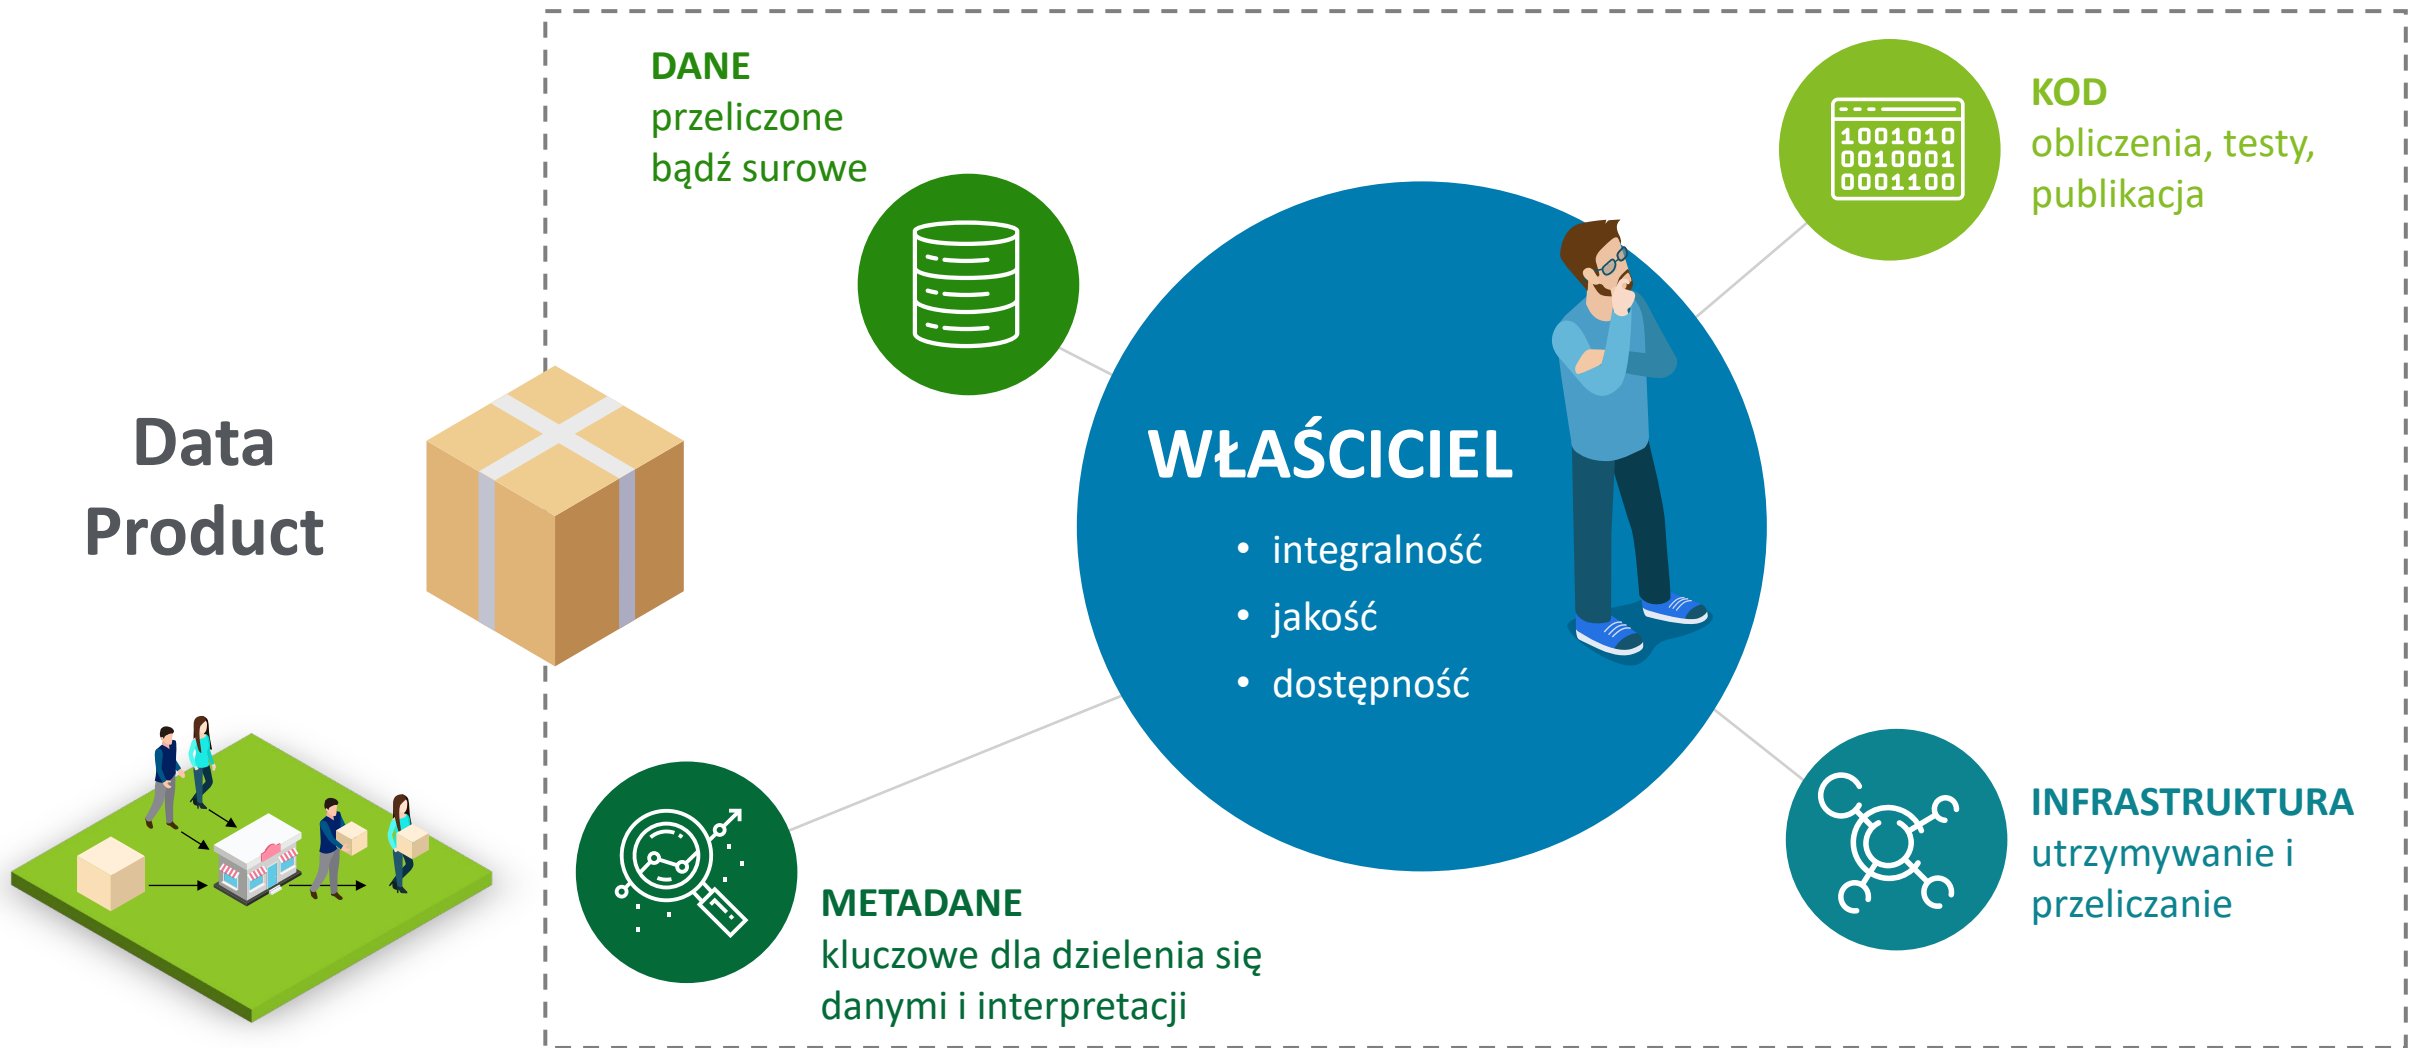 Data
Product
DANE
przeliczone
bądź surowe
1001010
0010001
0001100
KOD
obliczenia, testy,
publikacja
WŁAŚCICIEL
• integralność
• jakość
• dostępność
METADANE
kluczowe dla dzielenia się
danymi i interpretacji
INFRASTRUKTURA
utrzymywanie i
przeliczanie